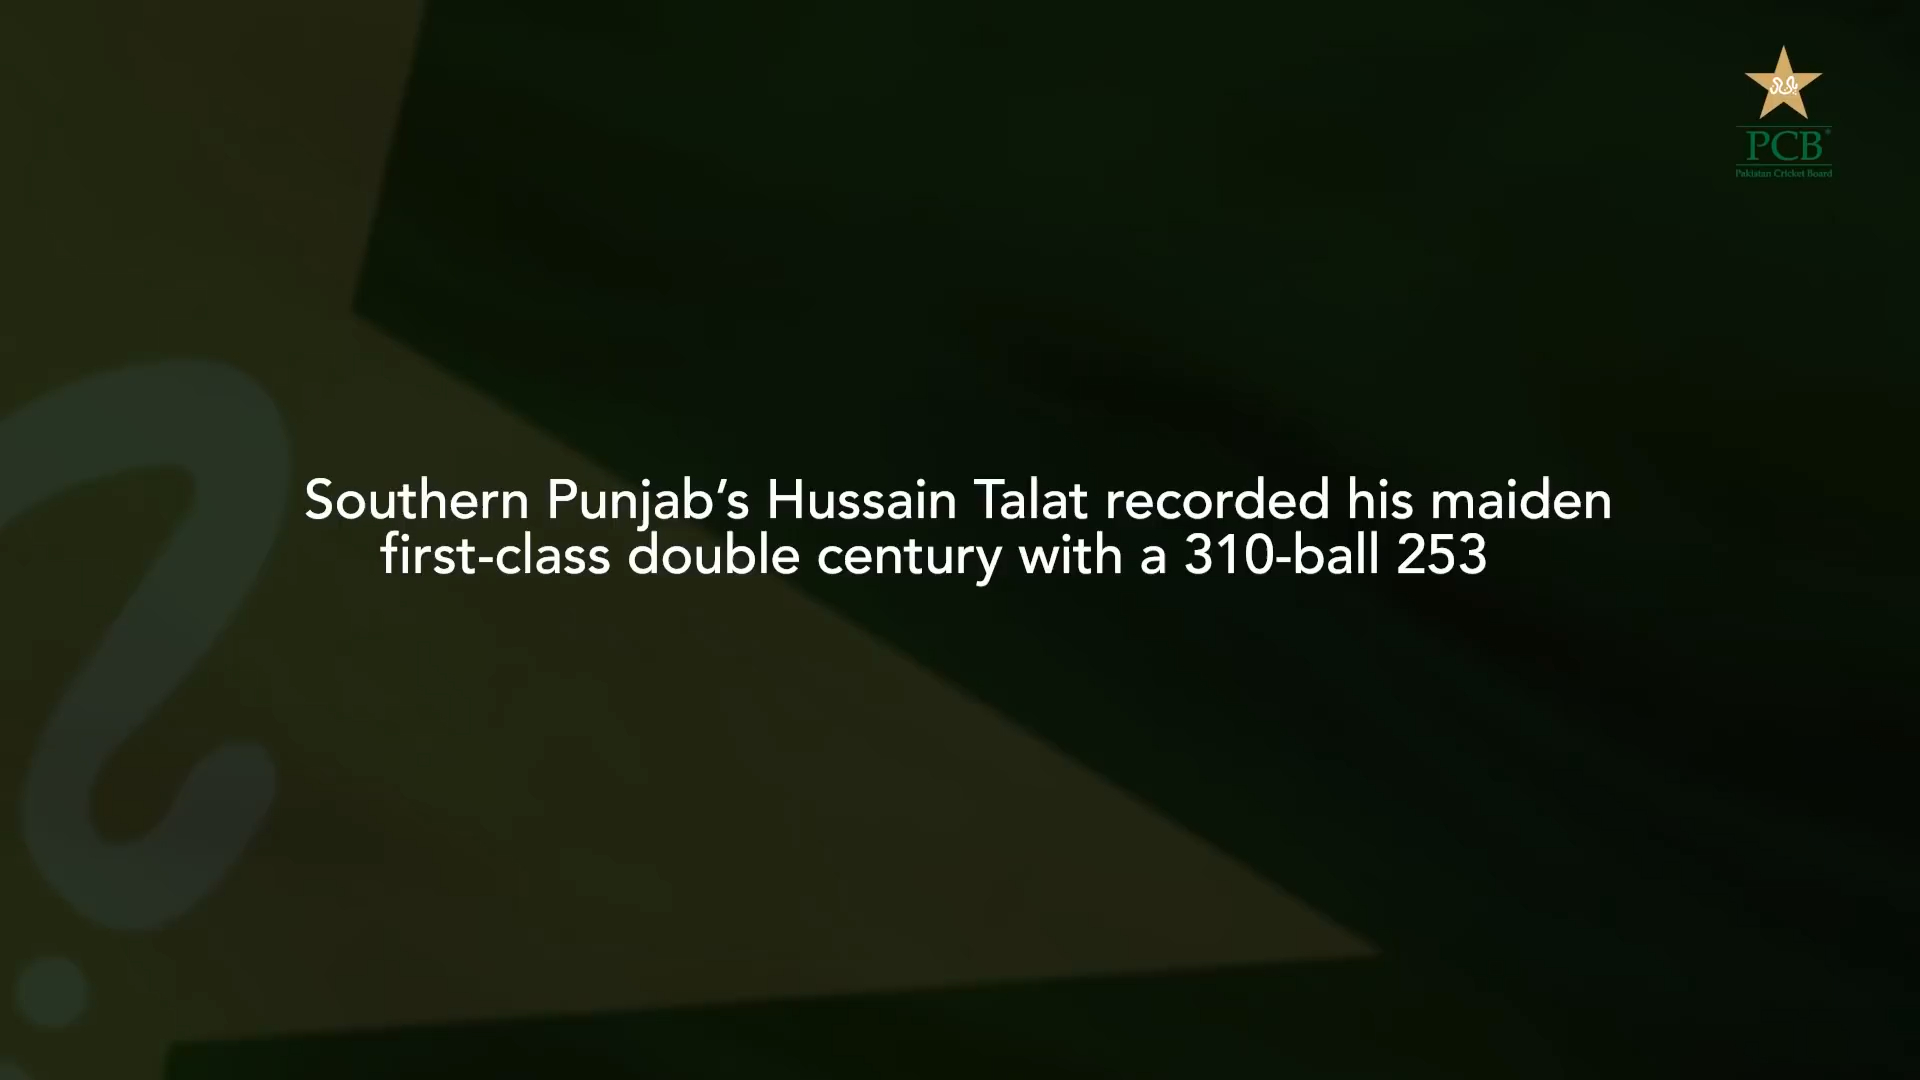 PCB
Pakistan Cricket Board
Southern Punjab’s Hussain Talat recorded his maiden
first-class double century with a 310-ball 253